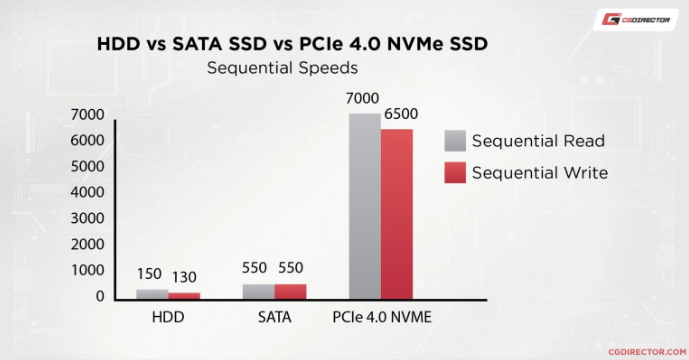 CGDIRECTOR
HDD vs SATA SSD vs PCIe 4.0 NVMe SSD
Sequential Speeds
7000
6000
5000
4000
3000
2000
1000
0
150
130
550
550
7000
6500
HDD
SATA
PCIe 4.0 NVME
Sequential Read
Sequential Write
CGDIRECTOR.COM